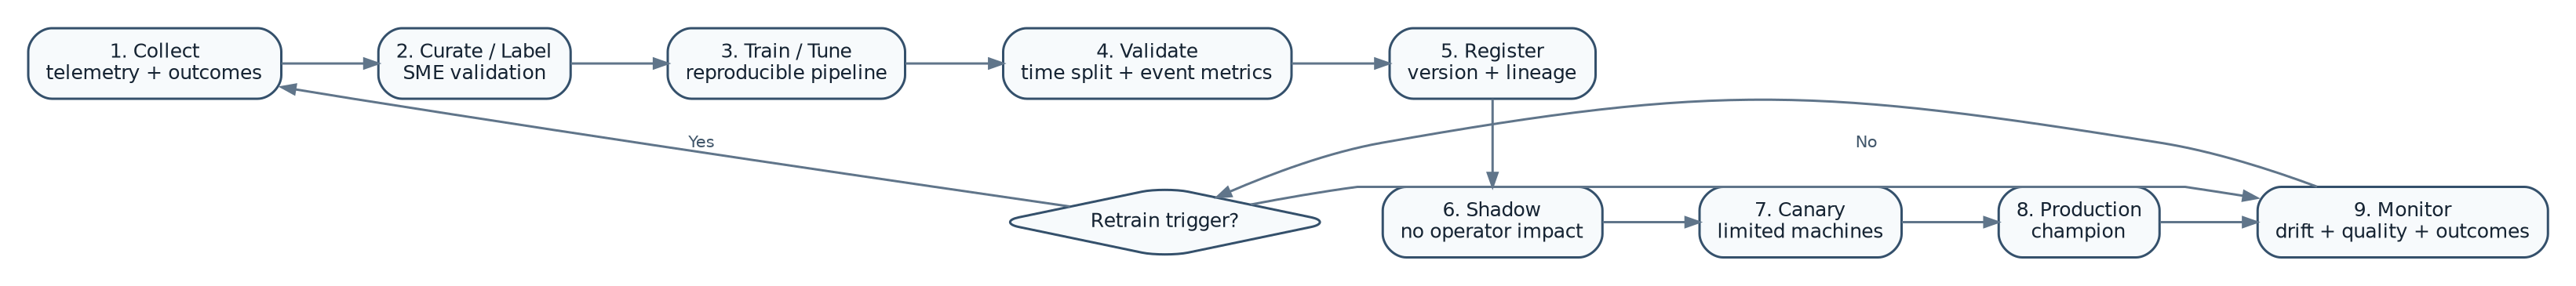 1. Collect
telemetry + outcomes
2. Curate / Label
SME validation
3. Train / Tune
reproducible pipeline
4. Validate
time split + event metrics
5. Register
version + lineage
Yes
No
Retrain trigger?
6. Shadow
no operator impact
7. Canary
limited machines
8. Production
champion
9. Monitor
drift + quality + outcomes